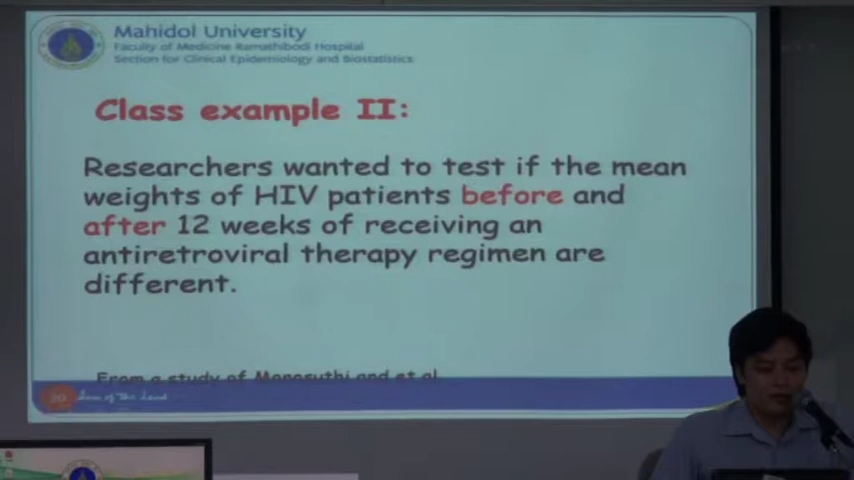 Mahidol University
Faculty of Medicine Ramathibodi Hospital
Section for Clinical Epidemiology and Biostatistics
Class example II:
Researchers wanted to test if the mean
weights of HIV patients before and
after 12 weeks of receiving an
antiretroviral therapy regimen are
different.
From a study of Manosuthi and et al.
20